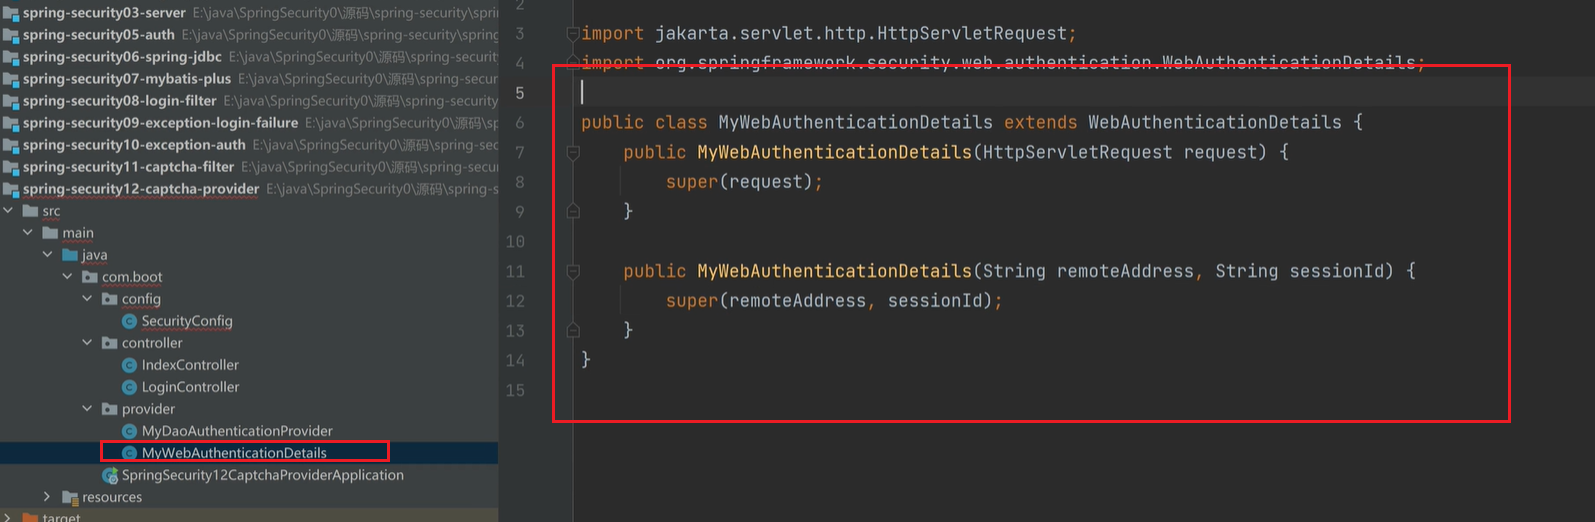 spring-security03-server E:\java\SpringSecurity0\源码\spring-security\spri
spring-security05-auth E:\java\SpringSecurity0\源码\spring-security\spring-
spring-security06-spring-jdbc E:\java\SpringSecurity0\源码\spring-security
spring-security07-mybatis-plus E:\java\SpringSecurity0\源码\spring-securit
spring-security08-login-filter E:\java\SpringSecurity0\源码\spring-security
spring-security09-exception-login-failure E:\java\SpringSecurity0\源码\s
spring-security10-exception-auth E:\java\SpringSecurity0\源码\spring-sec
spring-security11-captcha-filter E:\java\SpringSecurity0\源码\spring-secu
spring-security12-captcha-provider E:\java\SpringSecurity0\源码\spring-s
src
main
java
com.boot
config
SecurityConfig
controller
IndexController
LoginController
provider
MyDaoAuthenticationProvider
MyWebAuthenticationDetails
SpringSecurity12CaptchaProviderApplication
resources
target
2
3 import jakarta.servlet.http.HttpServletRequest;
4 import org.springframework.security.web.authentication.WebAuthenticationDetails;
5
6 public class MyWebAuthenticationDetails extends WebAuthenticationDetails {
7 public MyWebAuthenticationDetails(HttpServletRequest request) {
8 super(request);
9 }
10
11 public MyWebAuthenticationDetails(String remoteAddress, String sessionId) {
12 super(remoteAddress, sessionId);
13 }
14 }
15